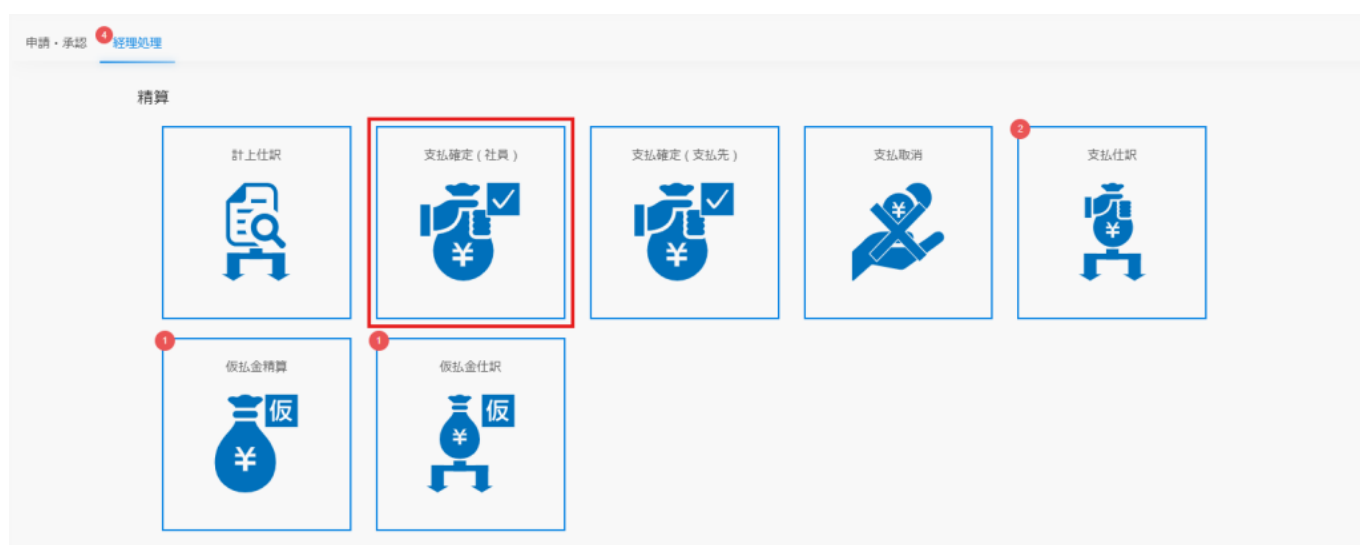 申請・承認 4 経理処理
精算
計上仕訳
支払確定 ( 社員 )
¥
支払確定 ( 支払先 )
¥
支払取消
¥
2
支払仕訳
¥
1
仮払金精算
仮
¥
1
仮払金仕訳
仮
¥